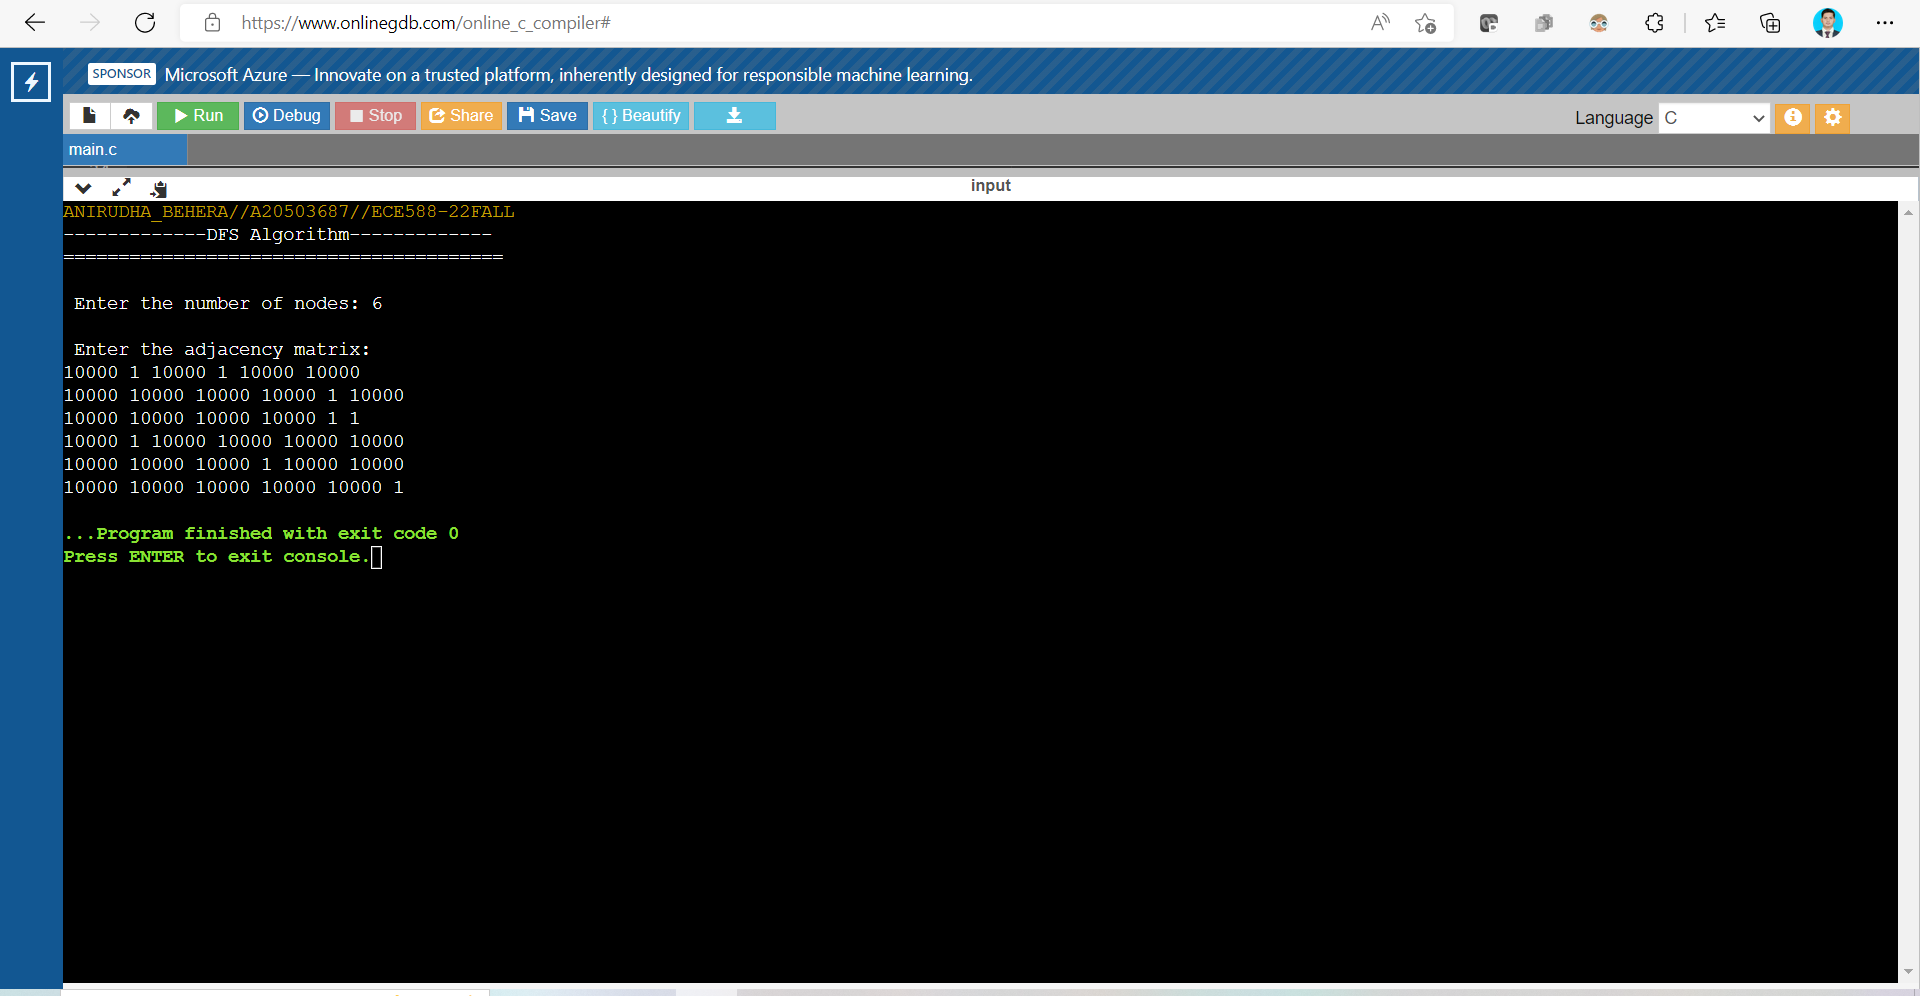 https://www.onlinegdb.com/online_c_compiler#
SPONSOR Microsoft Azure — Innovate on a trusted platform, inherently designed for responsible machine learning.
Run Debug Stop Share Save { } Beautify Language C
main.c
input
ANIRUDHA_BEHERA//A20503687//ECE588-22FALL
-------------DFS Algorithm-------------
========================================
Enter the number of nodes: 6
Enter the adjacency matrix:
10000 1 10000 1 10000 10000
10000 10000 10000 10000 1 10000
10000 10000 10000 10000 1 1
10000 1 10000 10000 10000 10000
10000 10000 10000 1 10000 10000
10000 10000 10000 10000 10000 1
...Program finished with exit code 0
Press ENTER to exit console.